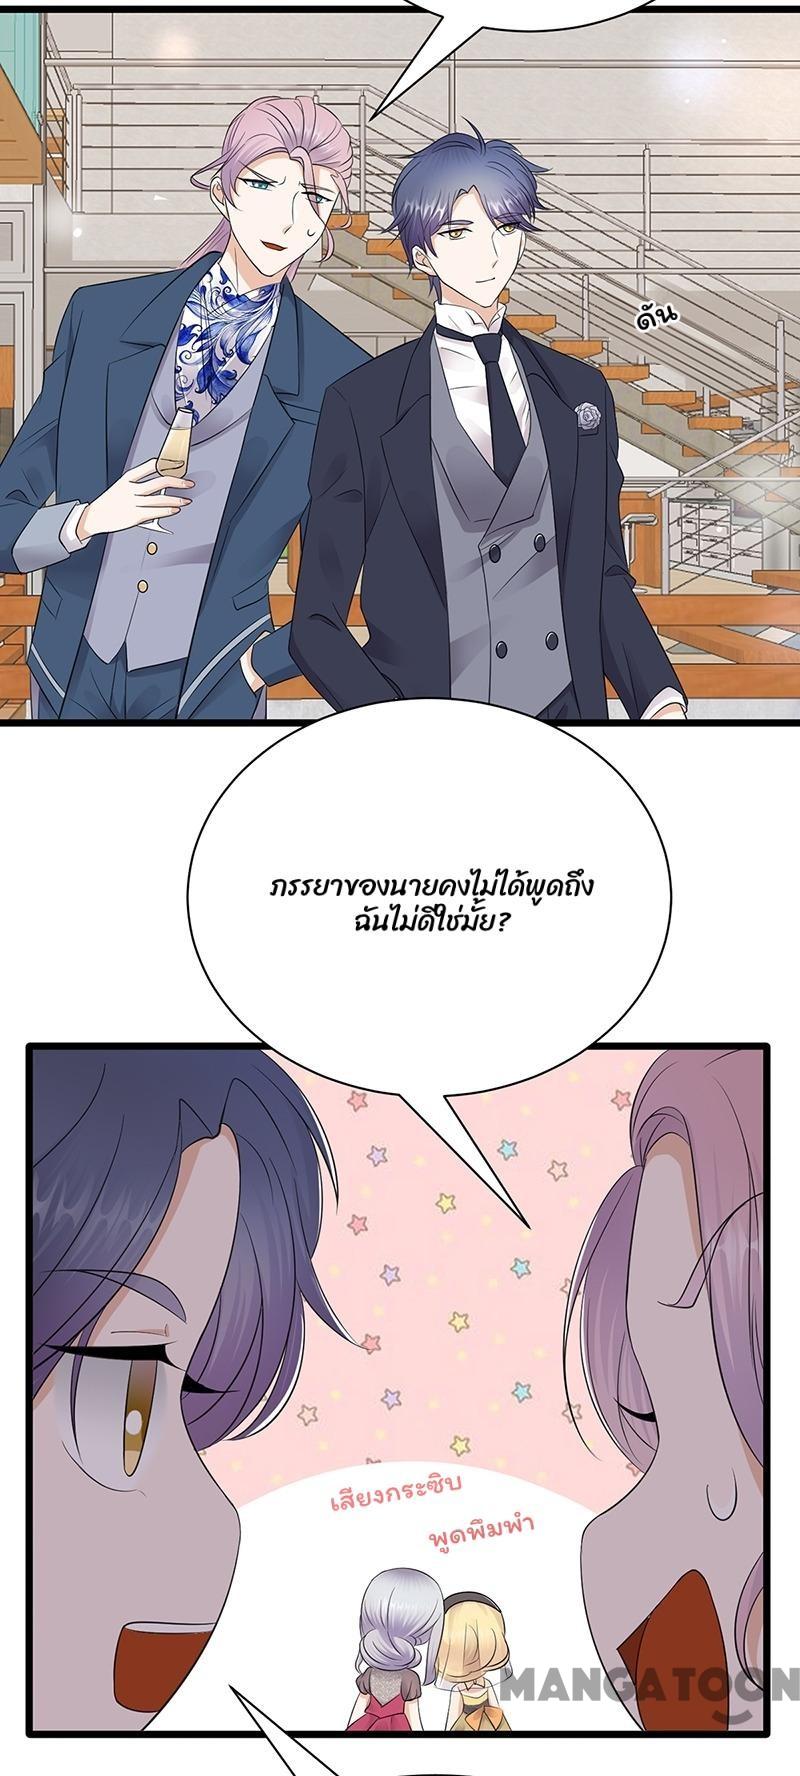 ดัน
ภรรยาของนายคงไม่ได้พูดถึง
ฉันไม่ดีใช่มั้ย?
เสียงกระซิบ
พูดพึมพำ
MANGATOON